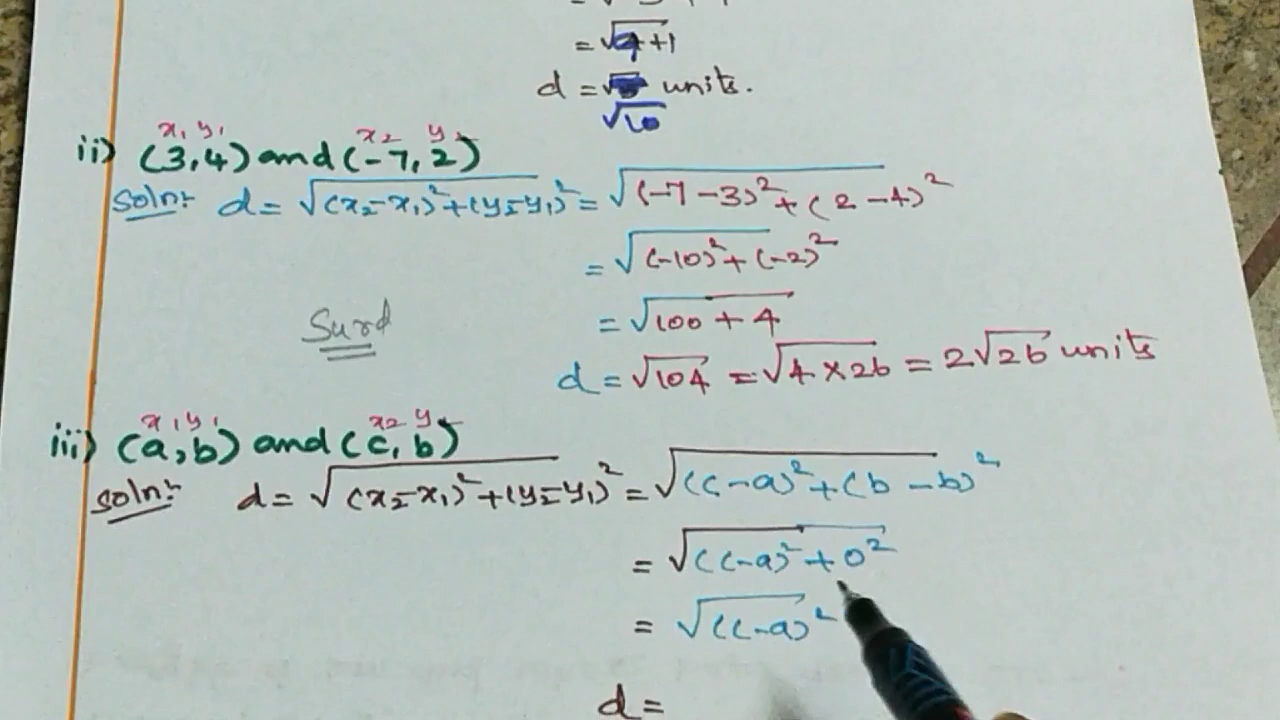 = √9+1
d = units.
√10
x₁ y₁ x₂ y₂
ii) (3,4) and (-7,2)
Soln: d = √(x₂-x₁)²+(y₂-y₁)² = √(-7-3)²+(2-4)²
= √(-10)²+(-2)²
= √100+4
Surd
d = √104 = √4×26 = 2√26 units
x₁ y₁ x₂ y₂
iii) (a,b) and (c,b)
soln: d = √(x₂-x₁)²+(y₂-y₁)² = √(c-a)²+(b-b)²
= √(c-a)²+0²
= √(c-a)²
d =